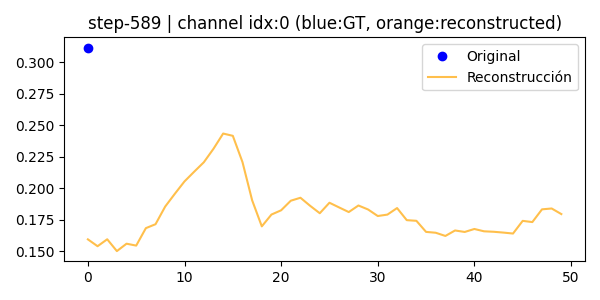 step-589 | channel idx:0 (blue:GT, orange:reconstructed)
0.300
0.275
0.250
0.225
0.200
0.175
0.150
Original
Reconstrucción
0 10 20 30 40 50